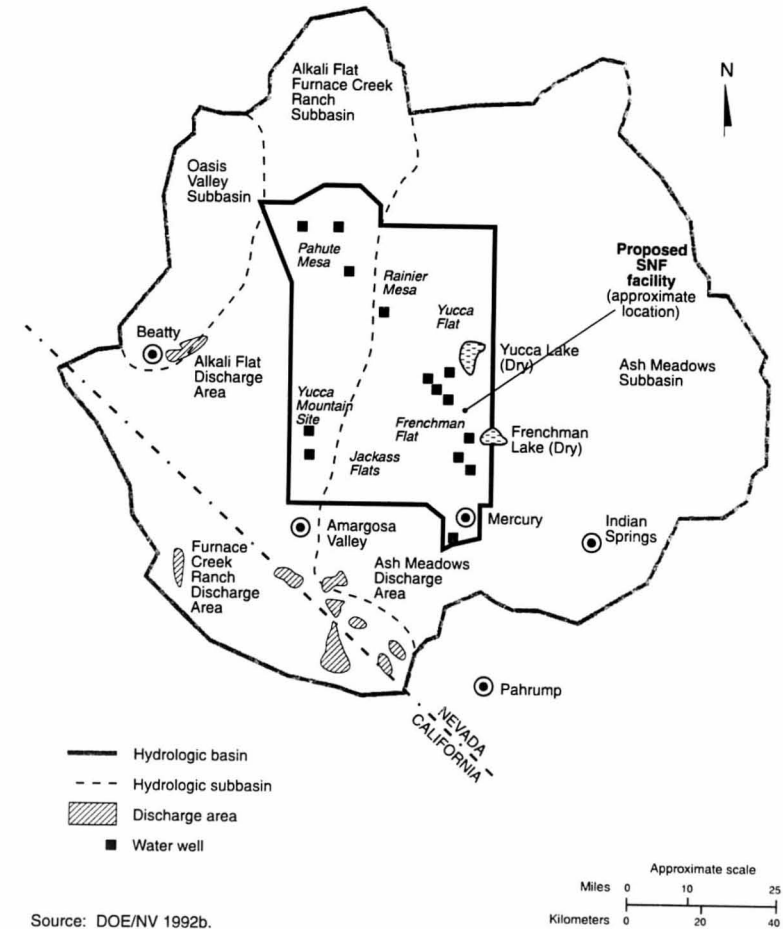 Alkali Flat
Furnace Creek
Ranch
Subbasin
N
Oasis
Valley
Subbasin
Pahute
Mesa
Rainier
Mesa
Proposed
SNF
facility
(approximate
location)
Yucca
Flat
Beatty
Yucca Lake
(Dry)
Alkali Flat
Discharge
Area
Ash Meadows
Subbasin
Yucca
Mountain
Site
Frenchman
Flat
Frenchman
Lake (Dry)
Jackass
Flats
Mercury
Amargosa
Valley
Indian
Springs
Furnace
Creek
Ranch
Discharge
Area
Ash Meadows
Discharge
Area
Pahrump
NEVADA
CALIFORNIA
Hydrologic basin
Hydrologic subbasin
Discharge area
Water well
Approximate scale
Miles 0 10 25
Kilometers 0 20 40
Source: DOE/NV 1992b.